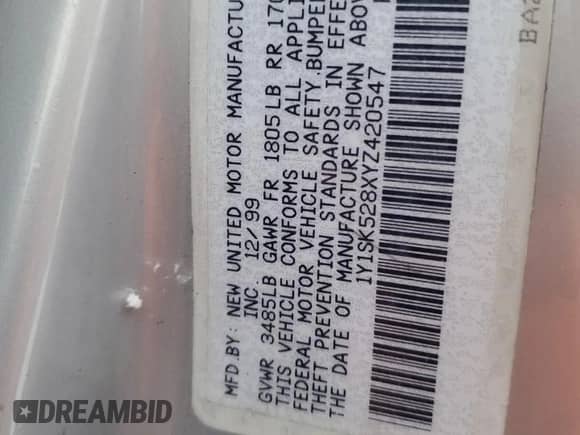 MFD.BY: NEW UNITED MOTOR MANUFACTU
INC. 12/99
GVWR 3485LB GAWR FR 1805LB RR 170
THIS VEHICLE CONFORMS TO ALL APPLI
FEDERAL MOTOR VEHICLE SAFETY,BUMPE
THEFT PREVENTION STANDARDS IN EFFE
THE DATE OF MANUFACTURE SHOWN ABOV
1Y1SK528XYZ420547
BA2
DREAMBID